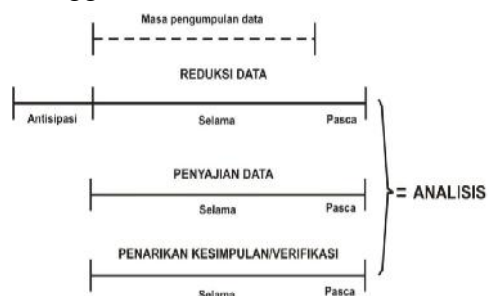 Masa pengumpulan data
REDUKSI DATA
Antisipasi Selama Pasca
PENYAJIAN DATA
Selama Pasca
= ANALISIS
PENARIKAN KESIMPULAN/VERIFIKASI
Selama Pasca